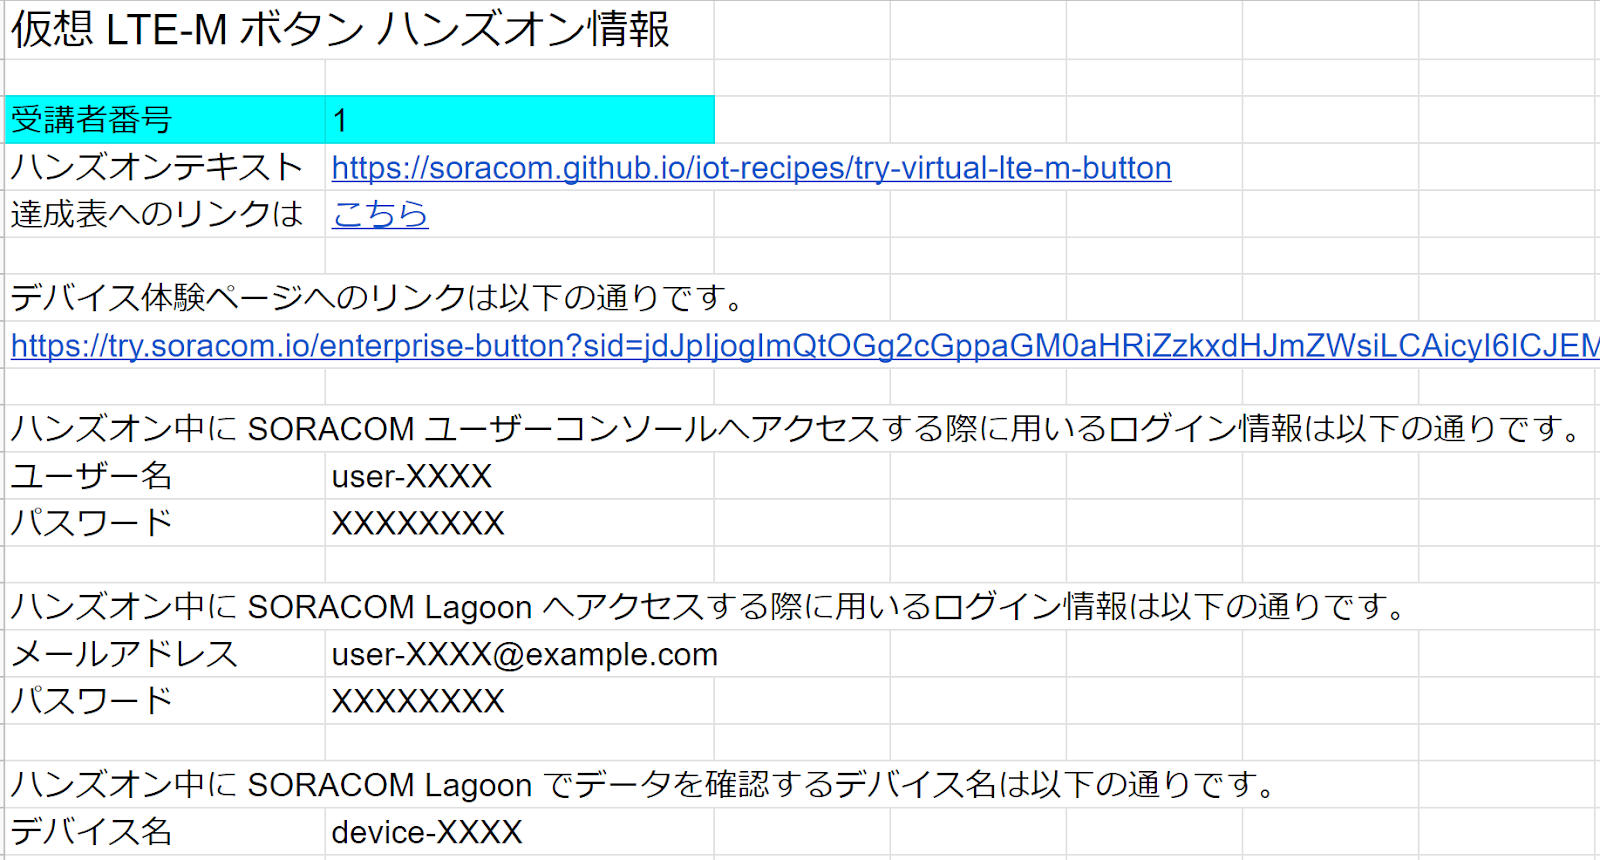 仮想 LTE-M ボタン ハンズオン情報
受講者番号 1
ハンズオンテキスト https://soracom.github.io/iot-recipes/try-virtual-lte-m-button
達成表へのリンクは こちら
デバイス体験ページへのリンクは以下の通りです。
https://try.soracom.io/enterprise-button?sid=jdJpIjogImQtOGg2cGppaGM0aHRiZzkxdHJmZWsiLCAicyI6ICJEM
ハンズオン中に SORACOM ユーザーコンソールへアクセスする際に用いるログイン情報は以下の通りです。
ユーザー名 user-XXXX
パスワード XXXXXXXX
ハンズオン中に SORACOM Lagoon へアクセスする際に用いるログイン情報は以下の通りです。
メールアドレス user-XXXX@example.com
パスワード XXXXXXXX
ハンズオン中に SORACOM Lagoon でデータを確認するデバイス名は以下の通りです。
デバイス名 device-XXXX